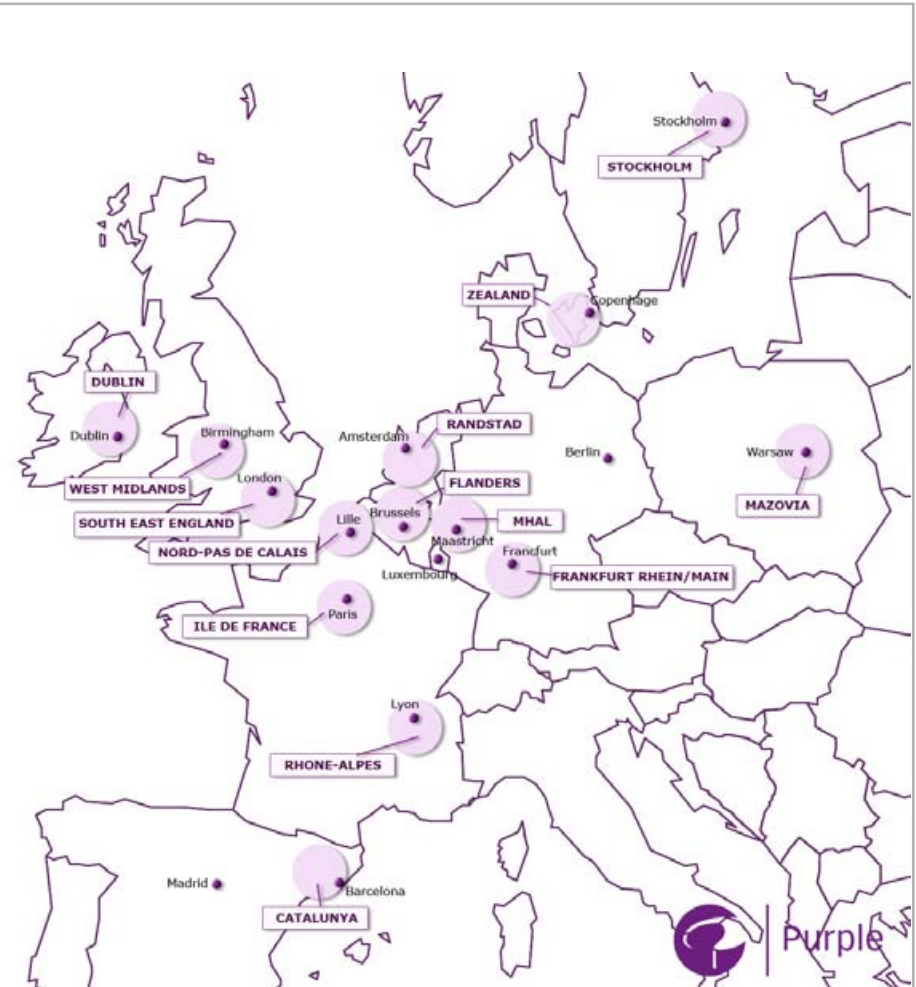 Stockholm
STOCKHOLM
ZEALAND
Copenhage
DUBLIN
Dublin
Birmingham
Amsterdam
RANDSTAD
Berlin
Warsaw
WEST MIDLANDS
London
FLANDERS
MAZOVIA
SOUTH EAST ENGLAND
Lille
Brussels
MHAL
Maastricht
NORD-PAS DE CALAIS
Francfurt
Luxembourg
FRANKFURT RHEIN/MAIN
Paris
ILE DE FRANCE
Lyon
RHONE-ALPES
Madrid
Barcelona
CATALUNYA
Purple